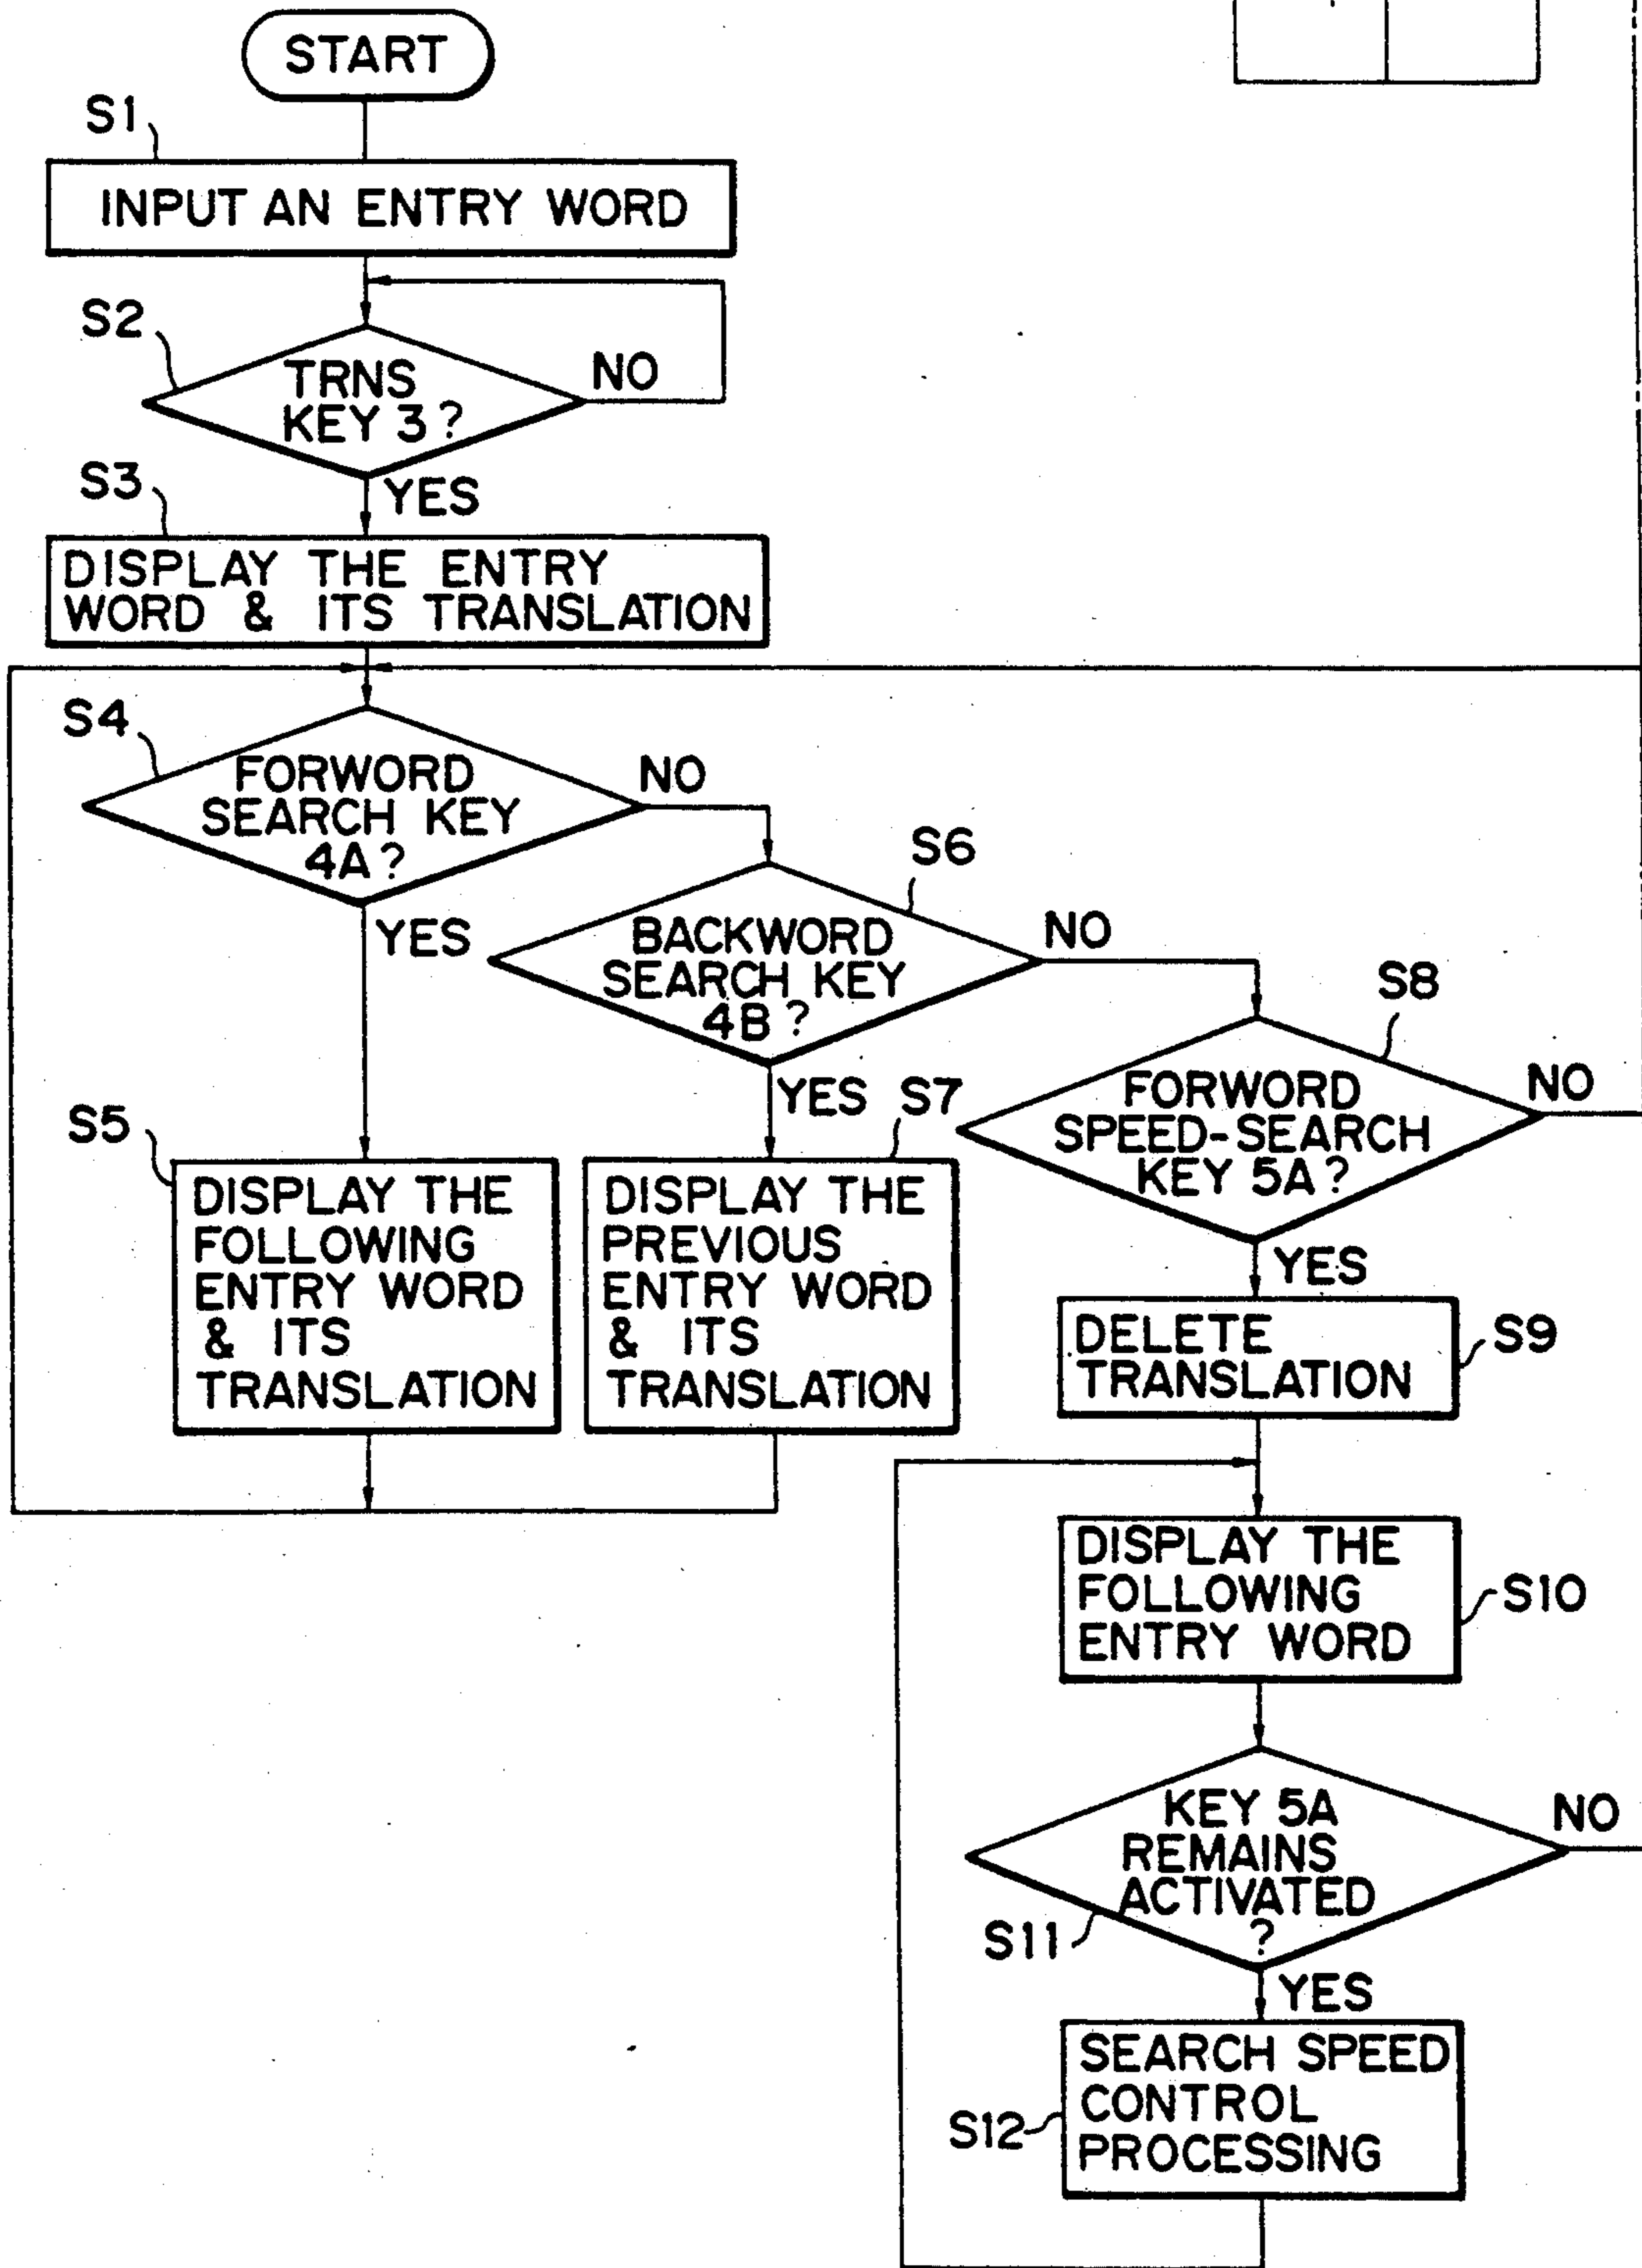 START
S1
INPUT AN ENTRY WORD
S2
TRNS
KEY 3?
NO
YES
S3
DISPLAY THE ENTRY
WORD & ITS TRANSLATION
S4
FORWORD
SEARCH KEY
4A?
NO
YES
S6
BACKWORD
SEARCH KEY
4B?
NO
YES
S8
FORWORD
SPEED-SEARCH
KEY 5A?
NO
YES
S5
DISPLAY THE
FOLLOWING
ENTRY WORD
& ITS
TRANSLATION
S7
DISPLAY THE
PREVIOUS
ENTRY WORD
& ITS
TRANSLATION
DELETE
TRANSLATION
S9
DISPLAY THE
FOLLOWING
ENTRY WORD
S10
KEY 5A
REMAINS
ACTIVATED
?
NO
S11
YES
SEARCH SPEED
CONTROL
PROCESSING
S12